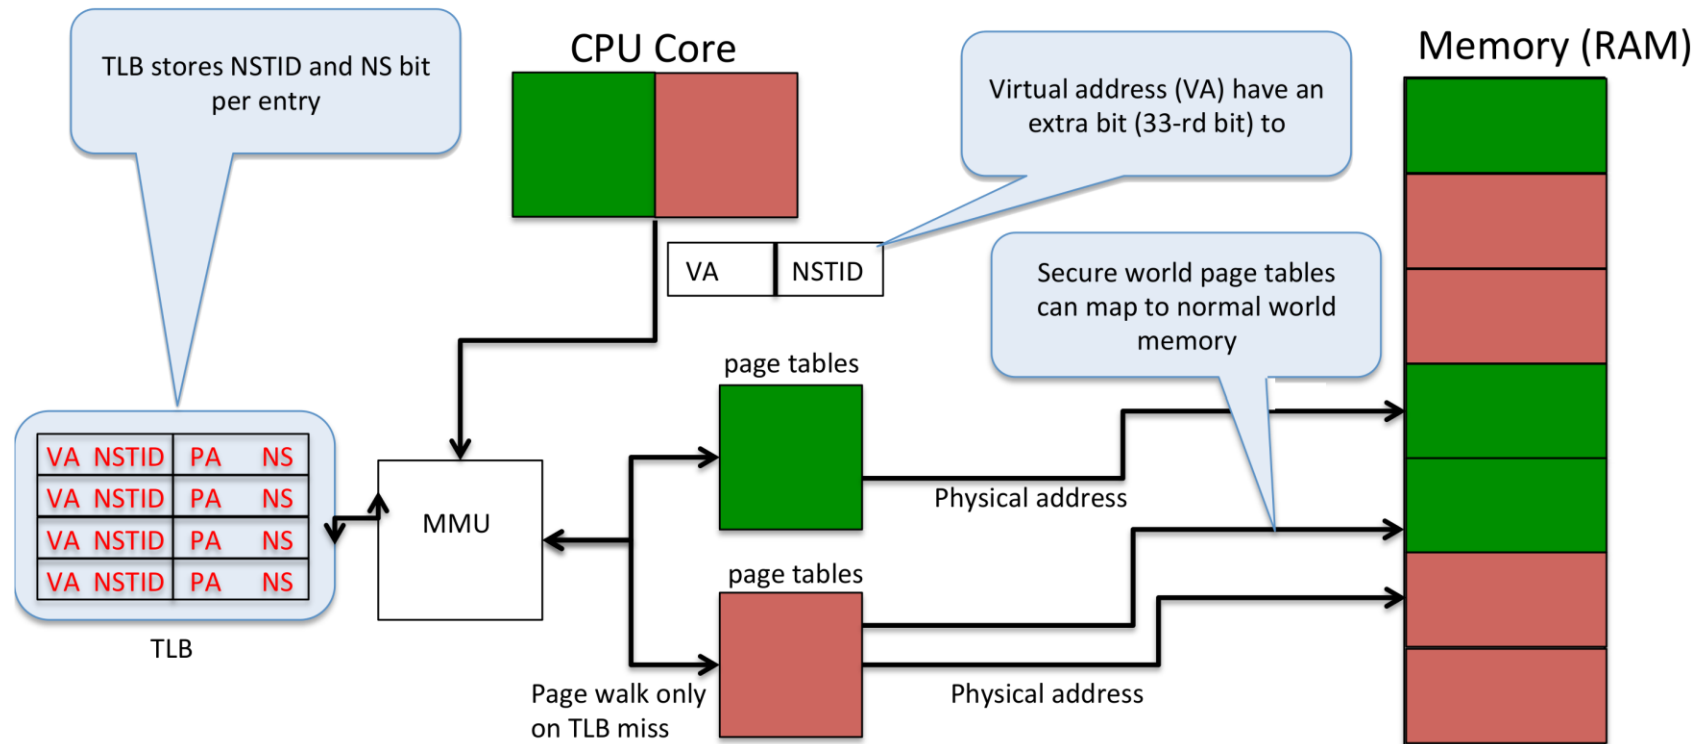 TLB stores NSTID and NS bit
per entry
CPU Core
Virtual address (VA) have an
extra bit (33-rd bit) to
Memory (RAM)
VA NSTID
Secure world page tables
can map to normal world
memory
page tables
VA NSTID PA NS
VA NSTID PA NS
VA NSTID PA NS
VA NSTID PA NS
TLB
MMU
Physical address
page tables
Page walk only
on TLB miss
Physical address